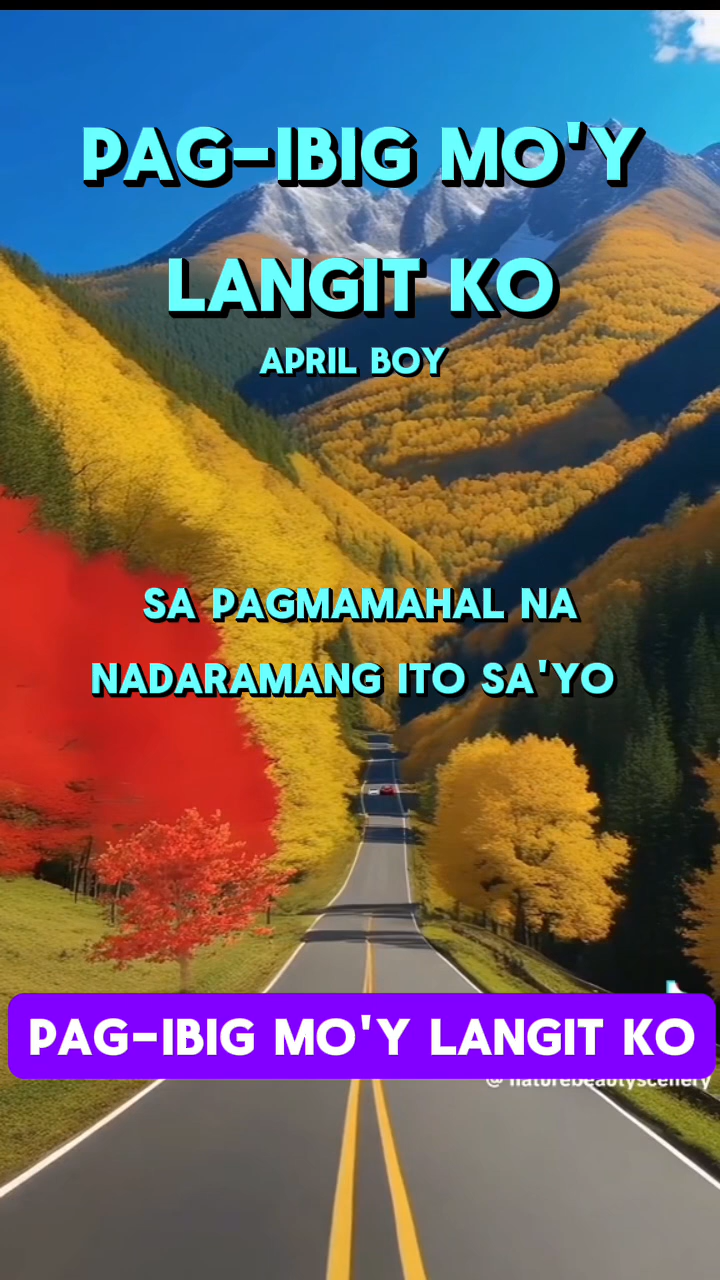 PAG-IBIG MO'Y
LANGIT KO
APRIL BOY
SA PAGMAMAHAL NA
NADARAMANG ITO SA'YO
PAG-IBIG MO'Y LANGIT KO
@naturebeautyscenery